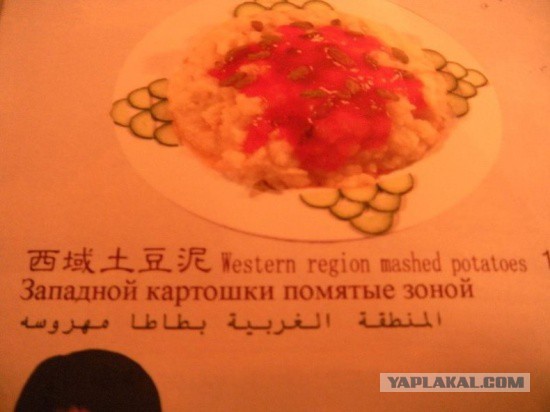 西域土豆泥 Western region mashed potatoes 1
Западной картошки помятые зоной
المنطقة الغربية بطاطا مهروسه
YAPLAKAL.COM